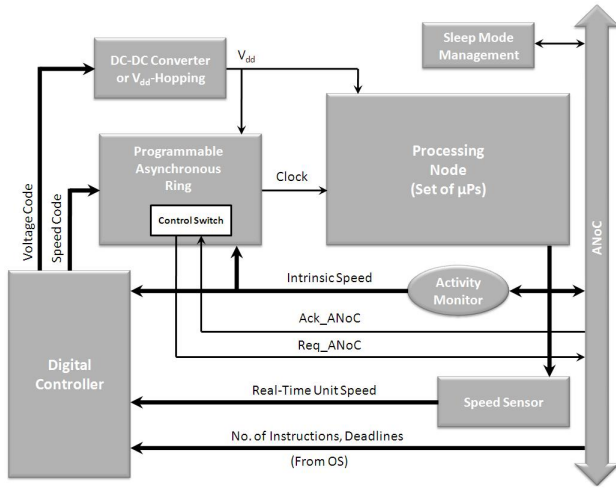 Sleep Mode
Management
DC-DC Converter
or Vdd-Hopping
Vdd
Programmable
Asynchronous
Ring
Control Switch
Clock
Processing
Node
(Set of µPs)
ANoC
Voltage Code
Speed Code
Intrinsic Speed
Activity
Monitor
Ack_ANoC
Req_ANoC
Digital
Controller
Real-Time Unit Speed
Speed Sensor
No. of Instructions, Deadlines
(From OS)